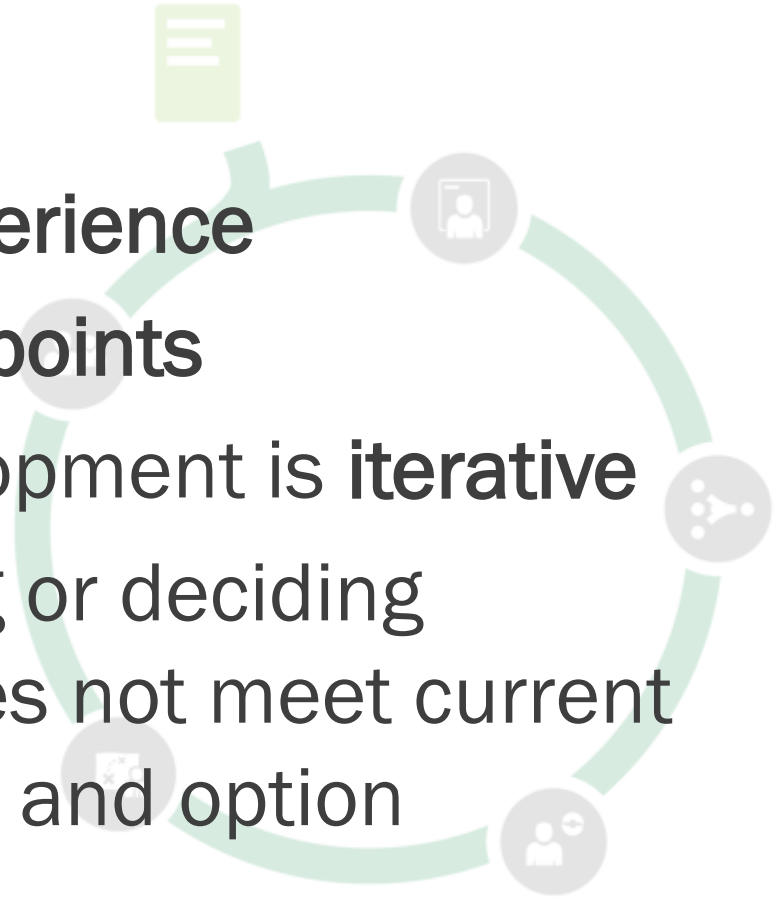 erience
points
opment is iterative
g or deciding
es not meet current
and option